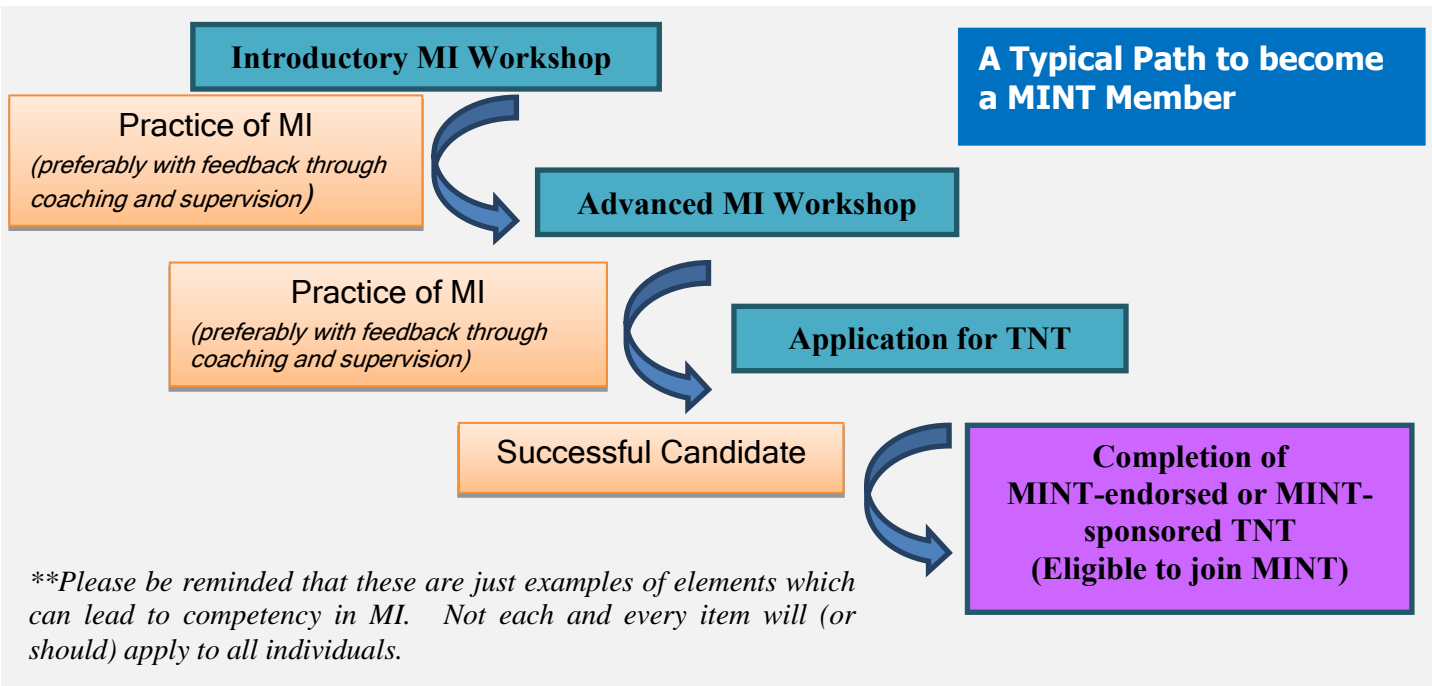 Introductory MI Workshop
A Typical Path to become
a MINT Member
Practice of MI
(preferably with feedback through
coaching and supervision)
Advanced MI Workshop
Practice of MI
(preferably with feedback through
coaching and supervision)
Application for TNT
Successful Candidate
Completion of
MINT-endorsed or MINT-
sponsored TNT
(Eligible to join MINT)
**Please be reminded that these are just examples of elements which
can lead to competency in MI. Not each and every item will (or
should) apply to all individuals.